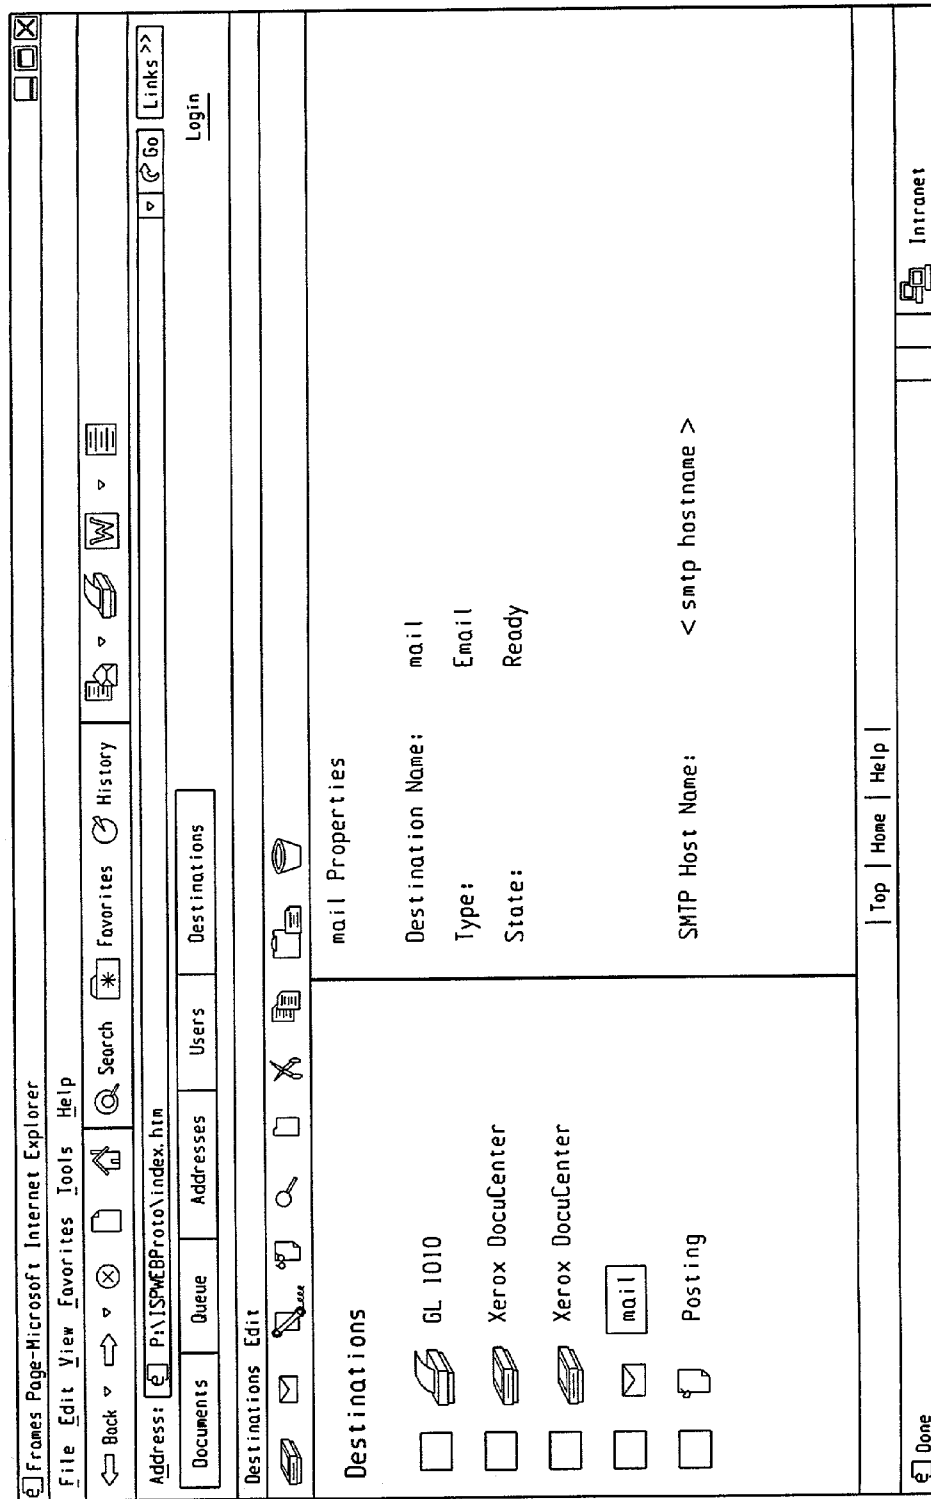 Frames Page-Microsoft Internet Explorer
File Edit View Favorites Tools Help
Back Search Favorites History
Address: P:\ISPWEBProto\index.htm Go Links >>
Documents Queue Addresses Users Destinations Login
Destinations Edit
Destinations
GL 1010
Xerox DocuCenter
Xerox DocuCenter
mail
Posting
mail Properties
Destination Name: mail
Type: Email
State: Ready
SMTP Host Name: < smtp hostname >
| Top | Home | Help |
Done Intranet